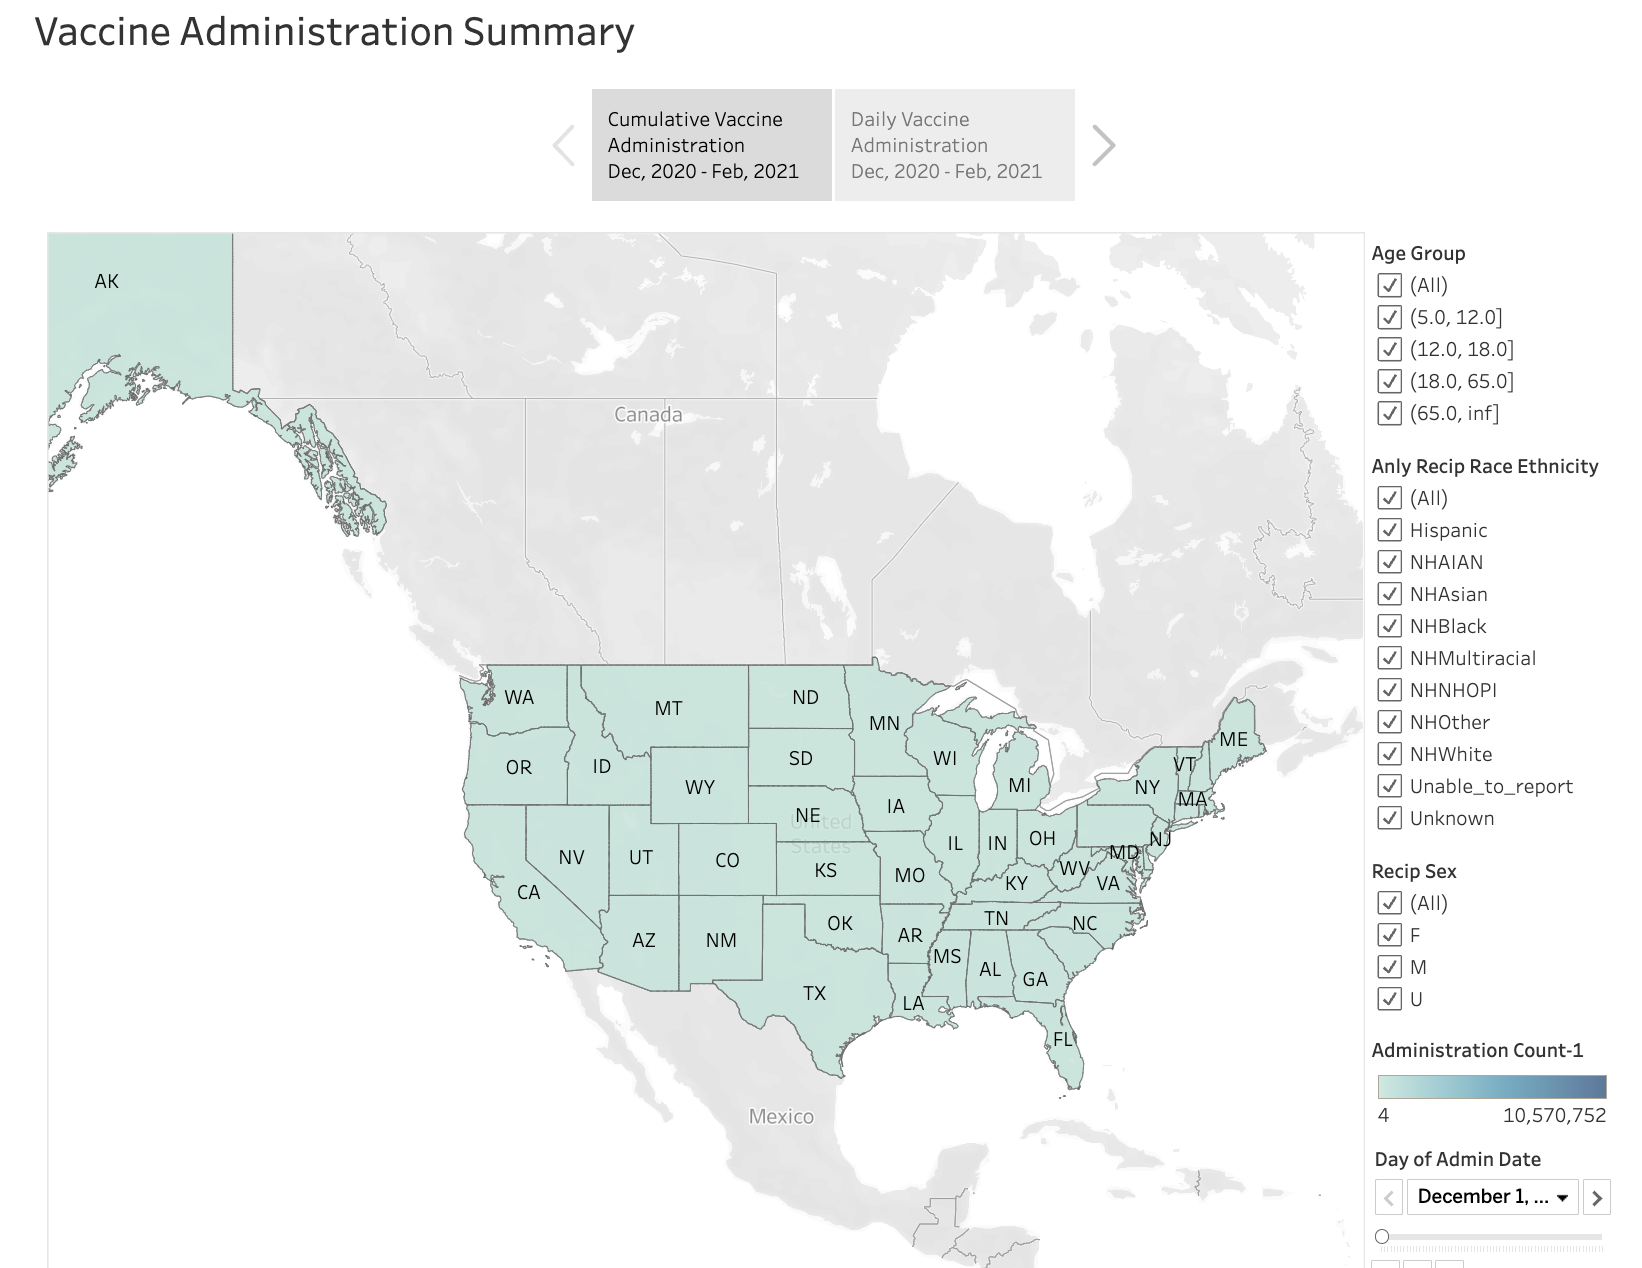 Vaccine Administration Summary
Cumulative Vaccine
Administration
Dec, 2020 - Feb, 2021
Daily Vaccine
Administration
Dec, 2020 - Feb, 2021
AK
Canada
WA
MT
ND
MN
OR
ID
WY
SD
WI
MI
NY
VT
ME
MA
NE
IA
United
States
NV
UT
CO
KS
MO
IL
IN
OH
NJ
MD
WV
VA
KY
CA
AZ
NM
OK
AR
TN
NC
MS
AL
GA
TX
LA
FL
Mexico
Age Group
(All)
(5.0, 12.0]
(12.0, 18.0]
(18.0, 65.0]
(65.0, inf]
Anly Recip Race Ethnicity
(All)
Hispanic
NHAIAN
NHAsian
NHBlack
NHMultiracial
NHNHOPI
NHOther
NHWhite
Unable_to_report
Unknown
Recip Sex
(All)
F
M
U
Administration Count-1
4 10,570,752
Day of Admin Date
December 1, ...